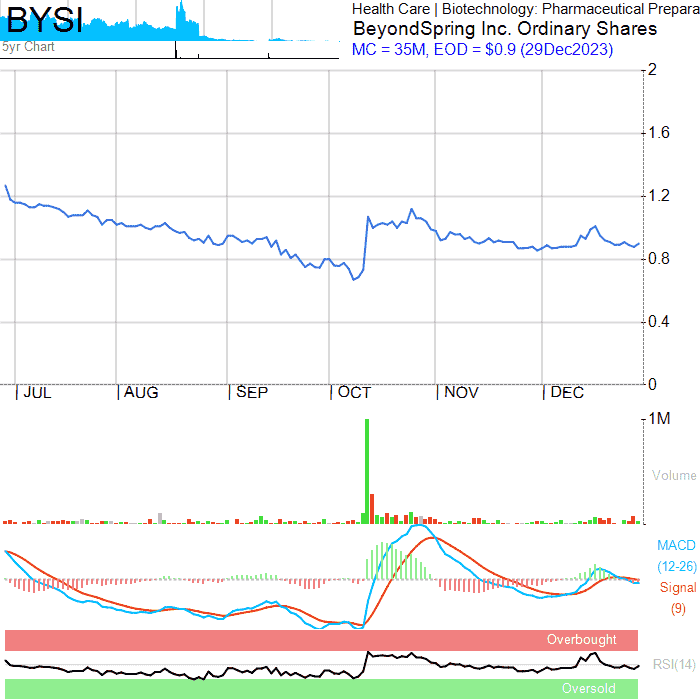 BYSI
5yr Chart
Health Care | Biotechnology: Pharmaceutical Prepara
BeyondSpring Inc. Ordinary Shares
MC = 35M, EOD = $0.9 (29Dec2023)
2
1.6
1.2
0.8
0.4
0
JUL AUG SEP OCT NOV DEC
1M
Volume
MACD
(12-26)
Signal
(9)
Overbought
RSI(14)
Oversold